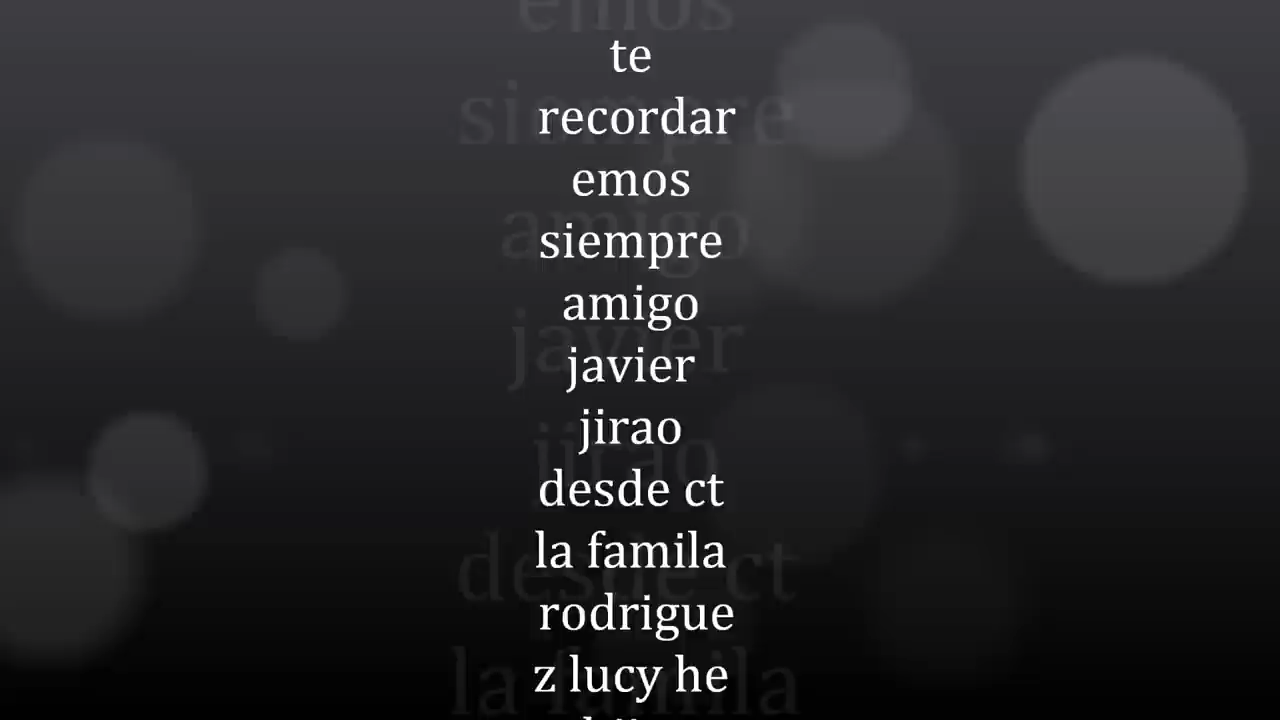 te
recordar
emos
siempre
amigo
javier
jirao
desde ct
la famila
rodrigue
z lucy he